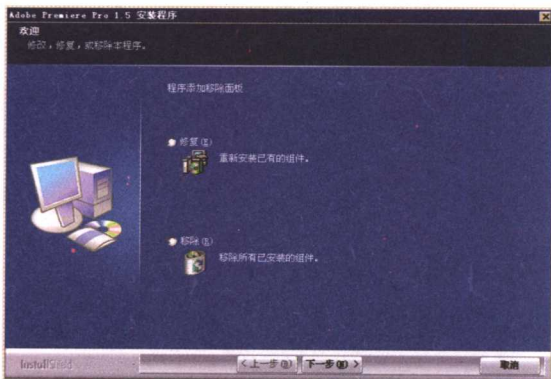 Adobe Premiere Pro 1.5 安装程序
欢迎
修改，修复，或移除本程序。
程序添加移除面板
修复(E)
重新安装已有的组件。
移除(R)
移除所有已安装的组件。
InstallShield
<上一步(B)
下一步(N) >
取消